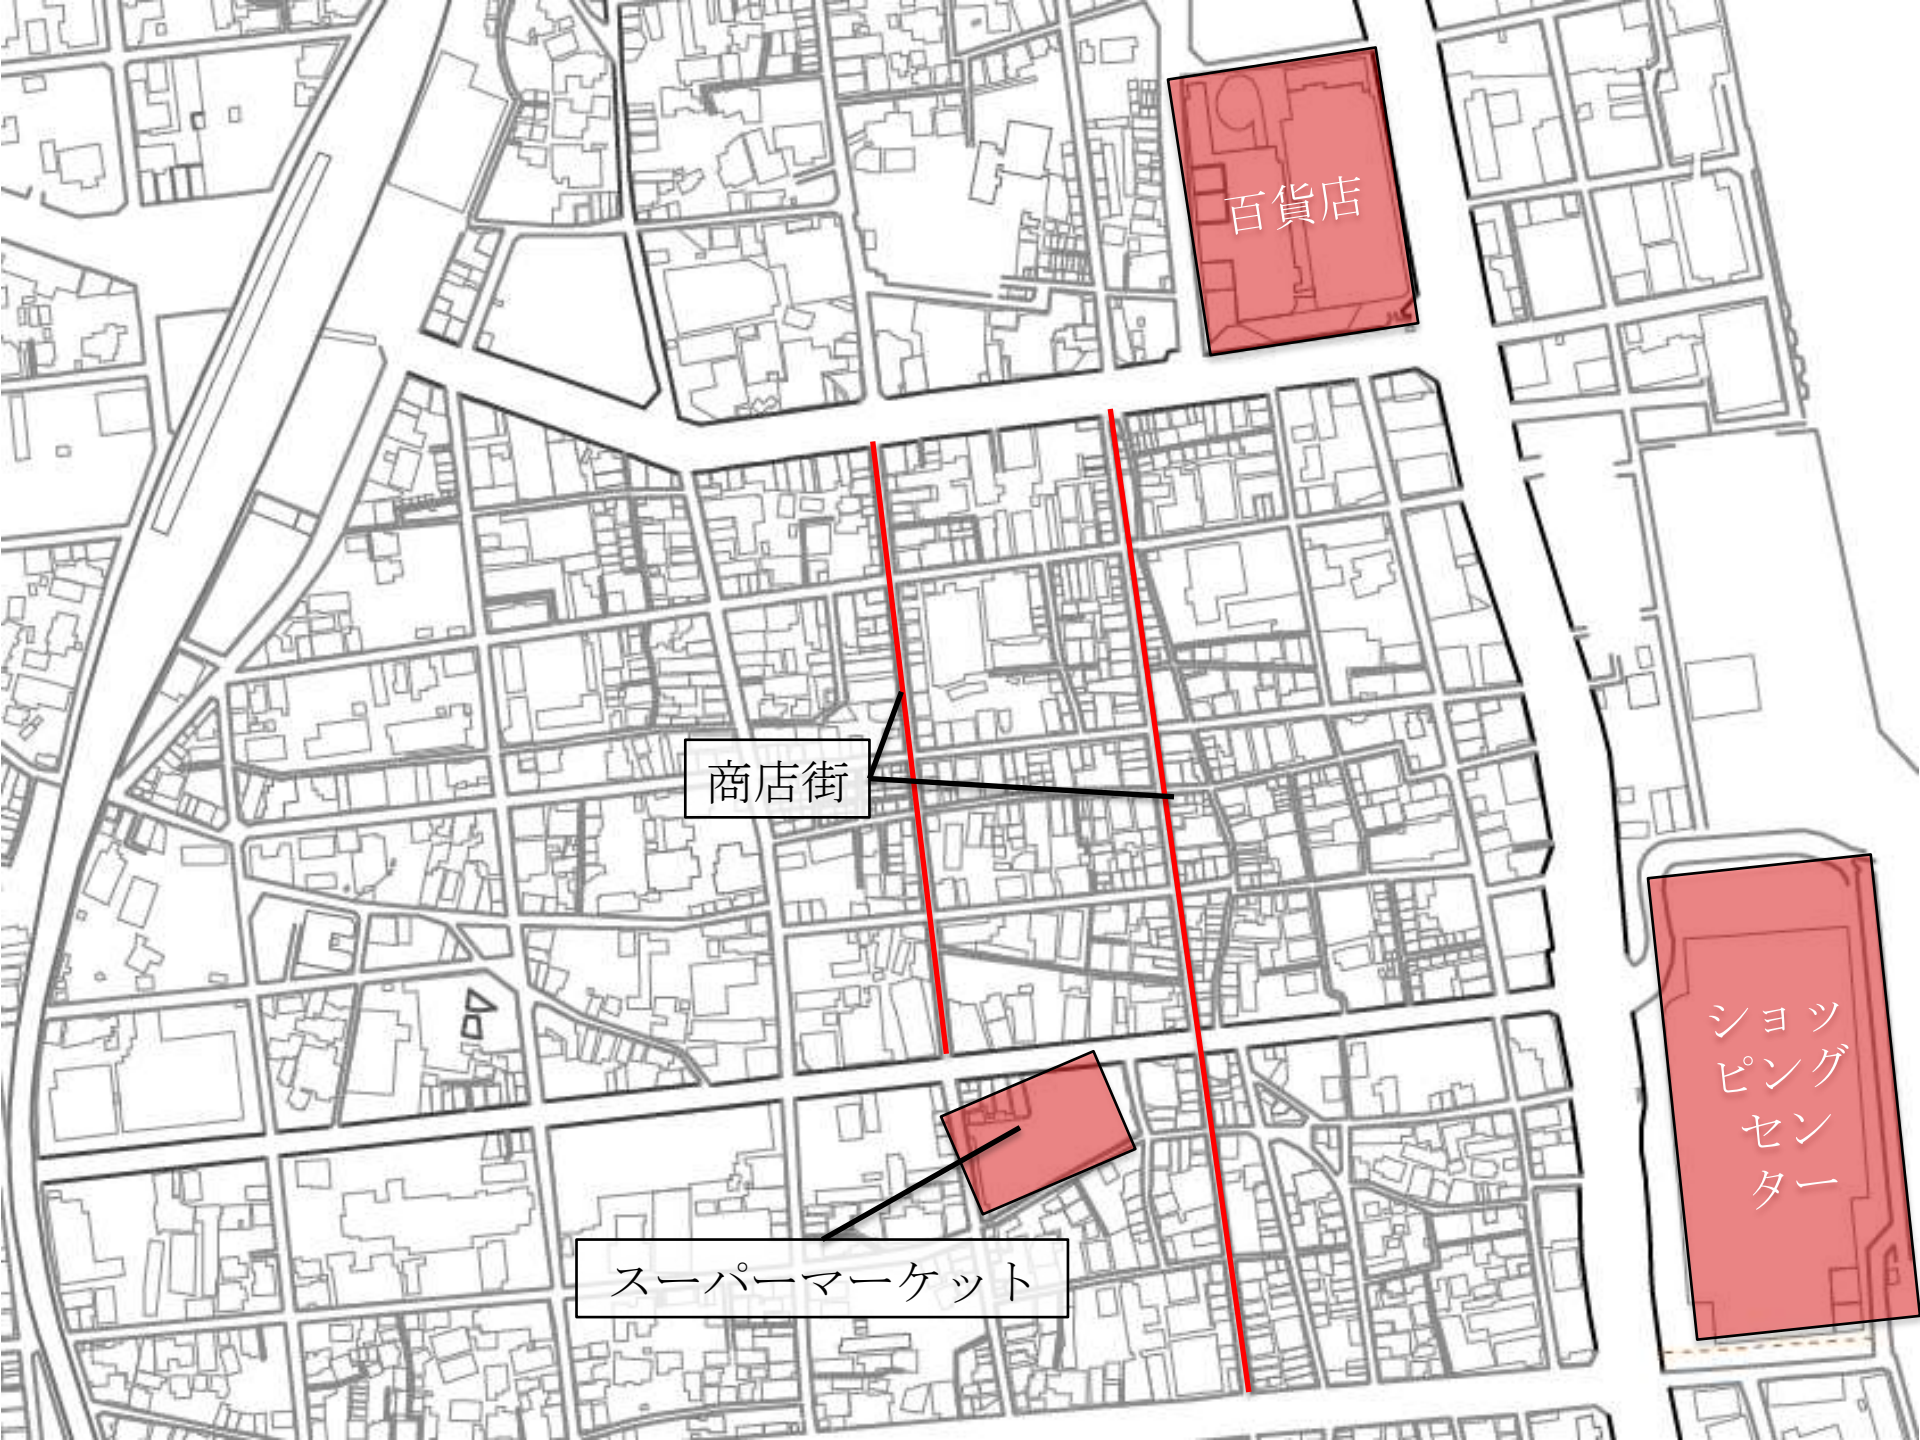 百貨店
商店街
ショッ
ピング
セン
ター
スーパーマーケット